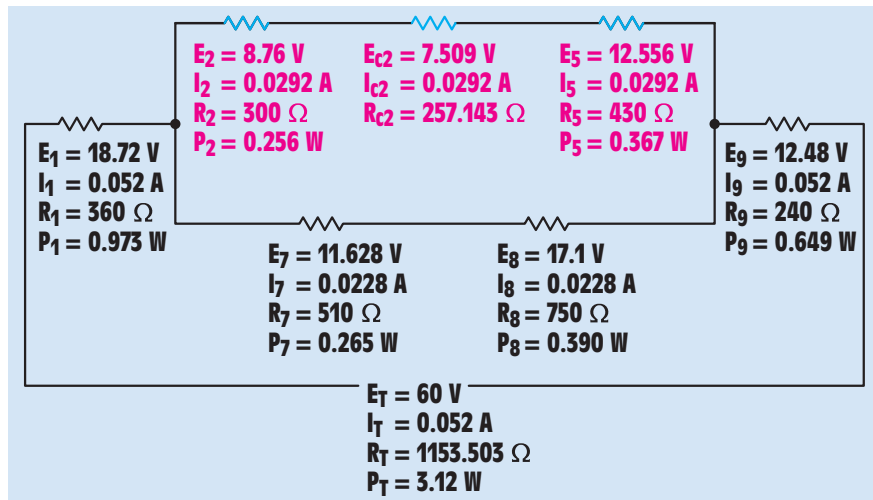 E2 = 8.76 V
I2 = 0.0292 A
R2 = 300 Ω
P2 = 0.256 W
EC2 = 7.509 V
IC2 = 0.0292 A
RC2 = 257.143 Ω
E5 = 12.556 V
I5 = 0.0292 A
R5 = 430 Ω
P5 = 0.367 W
E1 = 18.72 V
I1 = 0.052 A
R1 = 360 Ω
P1 = 0.973 W
E9 = 12.48 V
I9 = 0.052 A
R9 = 240 Ω
P9 = 0.649 W
E7 = 11.628 V
I7 = 0.0228 A
R7 = 510 Ω
P7 = 0.265 W
E8 = 17.1 V
I8 = 0.0228 A
R8 = 750 Ω
P8 = 0.390 W
ET = 60 V
IT = 0.052 A
RT = 1153.503 Ω
PT = 3.12 W